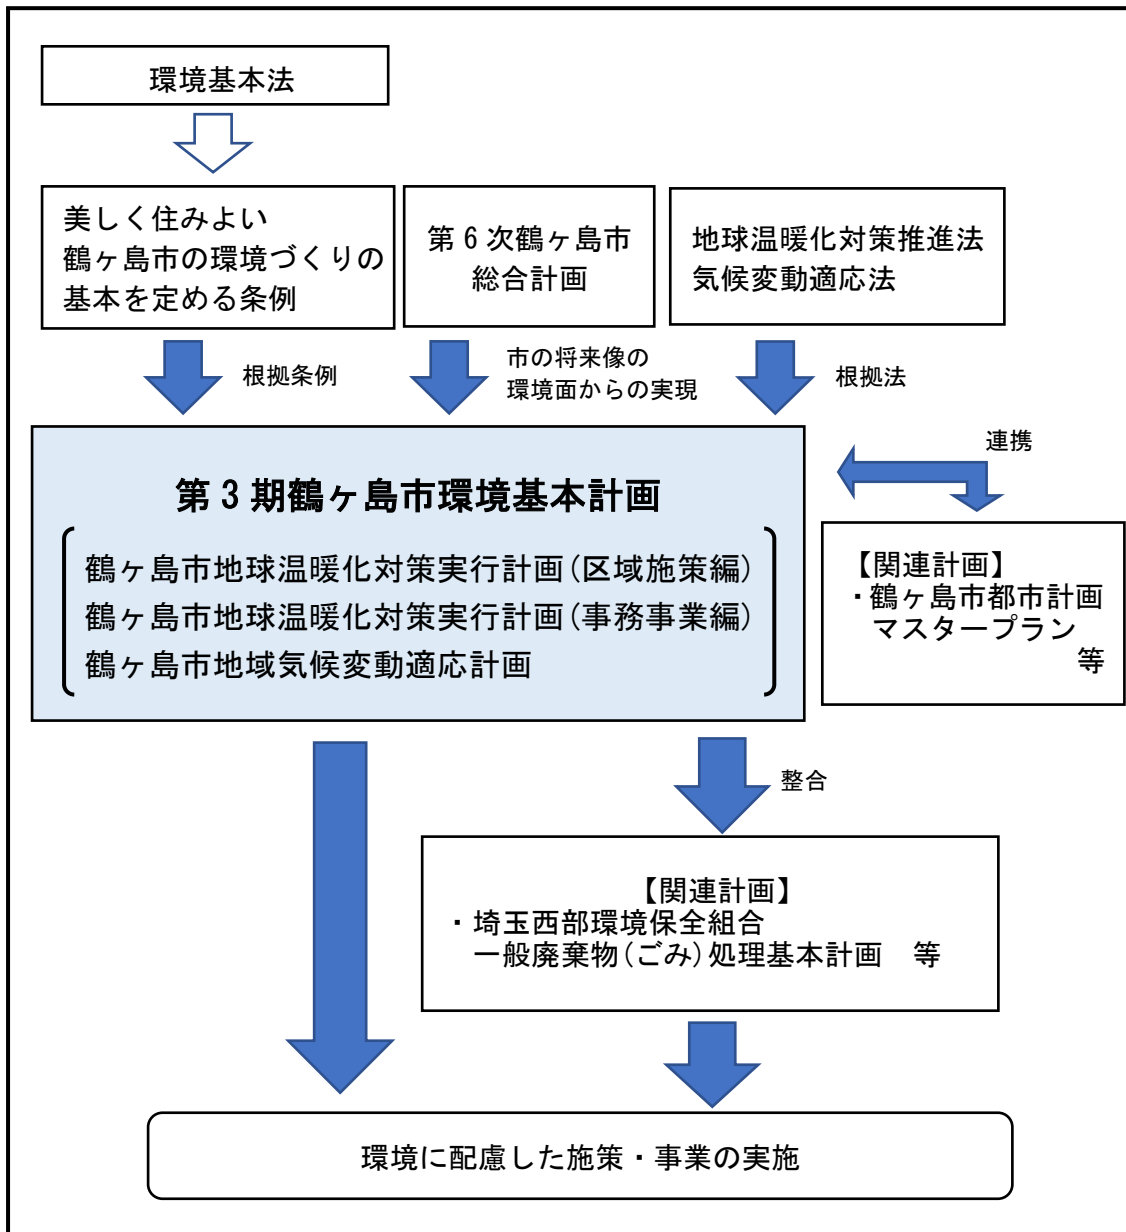 環境基本法
美しく住みよい
鶴ヶ島市の環境づくりの
基本を定める条例
第6次鶴ヶ島市
総合計画
地球温暖化対策推進法
気候変動適応法
根拠条例
市の将来像の
環境面からの実現
根拠法
連携
第3期鶴ヶ島市環境基本計画
鶴ヶ島市地球温暖化対策実行計画(区域施策編)
鶴ヶ島市地球温暖化対策実行計画(事務事業編)
鶴ヶ島市地域気候変動適応計画
【関連計画】
・鶴ヶ島市都市計画
マスタープラン
等
整合
【関連計画】
・埼玉西部環境保全組合
一般廃棄物(ごみ)処理基本計画　等
環境に配慮した施策・事業の実施